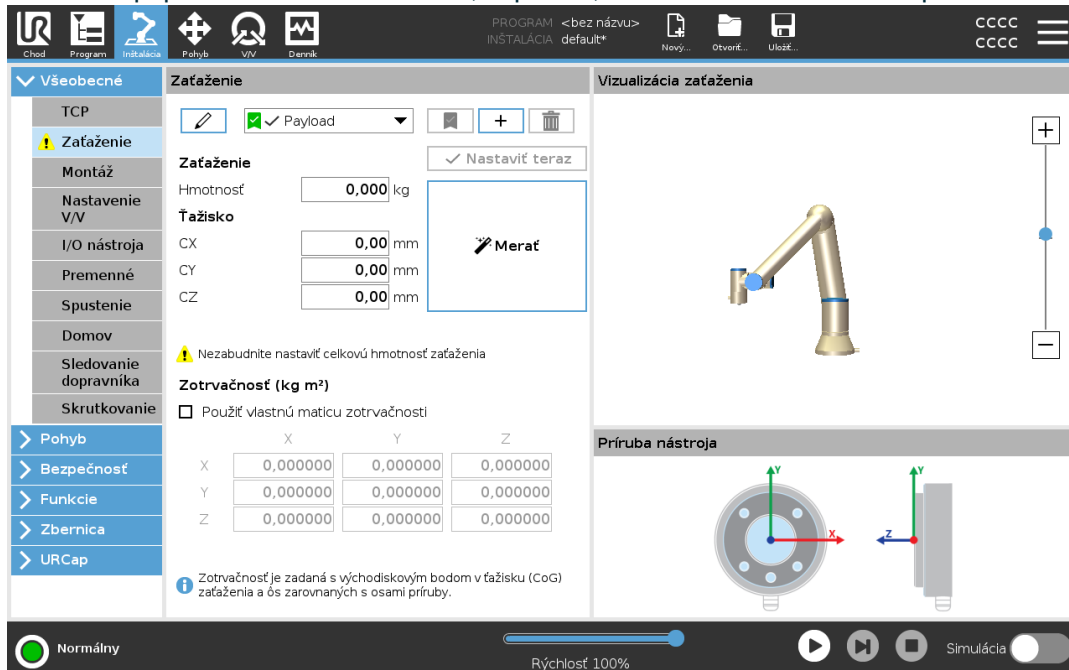 PROGRAM <bez názvu>
INŠTALÁCIA default*
Chod
Program
Inštalácia
Pohyb
V/V
Denník
Nový...
Otvoriť...
Uložiť...
CCCC
CCCC
Všeobecné
TCP
Zaťaženie
Montáž
Nastavenie
V/V
I/O nástroja
Premenné
Spustenie
Domov
Sledovanie
dopravníka
Skrutkovanie
Pohyb
Bezpečnosť
Funkcie
Zbernica
URCap
Zaťaženie
Payload
Nastaviť teraz
Zaťaženie
Hmotnosť 0,000 kg
Ťažisko
CX 0,00 mm
CY 0,00 mm
CZ 0,00 mm
Merať
Nezabudnite nastaviť celkovú hmotnosť zaťaženia
Zotrvačnosť (kg m²)
Použiť vlastnú maticu zotrvačnosti
X Y Z
X 0,000000 0,000000 0,000000
Y 0,000000 0,000000 0,000000
Z 0,000000 0,000000 0,000000
Zotrvačnosť je zadaná s východiskovým bodom v ťažisku (CoG)
zaťaženia a ôs zarovnaných s osami príruby.
Vizualizácia zaťaženia
Príruba nástroja
Y
X
Y
Z
Normálny
Rýchlosť 100%
Simulácia